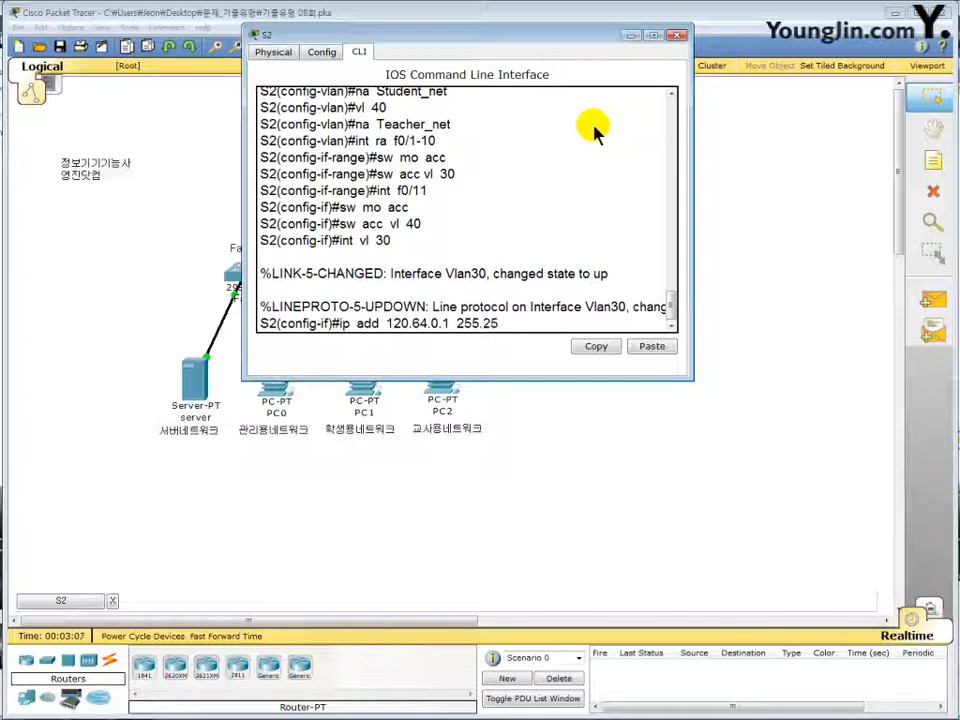 Cisco Packet Tracer - C:\Users\Jeon\Desktop\문제_기출유형\기출유형 08회.pka
YoungJin.com Y.
File Edit Options View Tools Extensions Help
Logical
[Root]
Cluster
Move Object
Set Tiled Background
Viewport
S2
Physical
Config
CLI
IOS Command Line Interface
S2(config-vlan)#na Student_net
S2(config-vlan)#vl 40
S2(config-vlan)#na Teacher_net
S2(config-vlan)#int ra f0/1-10
S2(config-if-range)#sw mo acc
S2(config-if-range)#sw acc vl 30
S2(config-if-range)#int f0/11
S2(config-if)#sw mo acc
S2(config-if)#sw acc vl 40
S2(config-if)#int vl 30
%LINK-5-CHANGED: Interface Vlan30, changed state to up
%LINEPROTO-5-UPDOWN: Line protocol on Interface Vlan30, chang
S2(config-if)#ip add 120.64.0.1 255.25
Copy
Paste
정보기기기능사
영진닷컴
Fa
29
Fa
Server-PT
server
서버네트워크
PC-PT
PC0
관리용네트워크
PC-PT
PC1
학생용네트워크
PC-PT
PC2
교사용네트워크
S2
X
Time: 00:03:07
Power Cycle Devices Fast Forward Time
Realtime
Routers
1841
2620XM
2621XM
2811
Generic
Generic
Router-PT
Scenario 0
New
Delete
Toggle PDU List Window
Fire
Last Status
Source
Destination
Type
Color
Time (sec)
Periodic